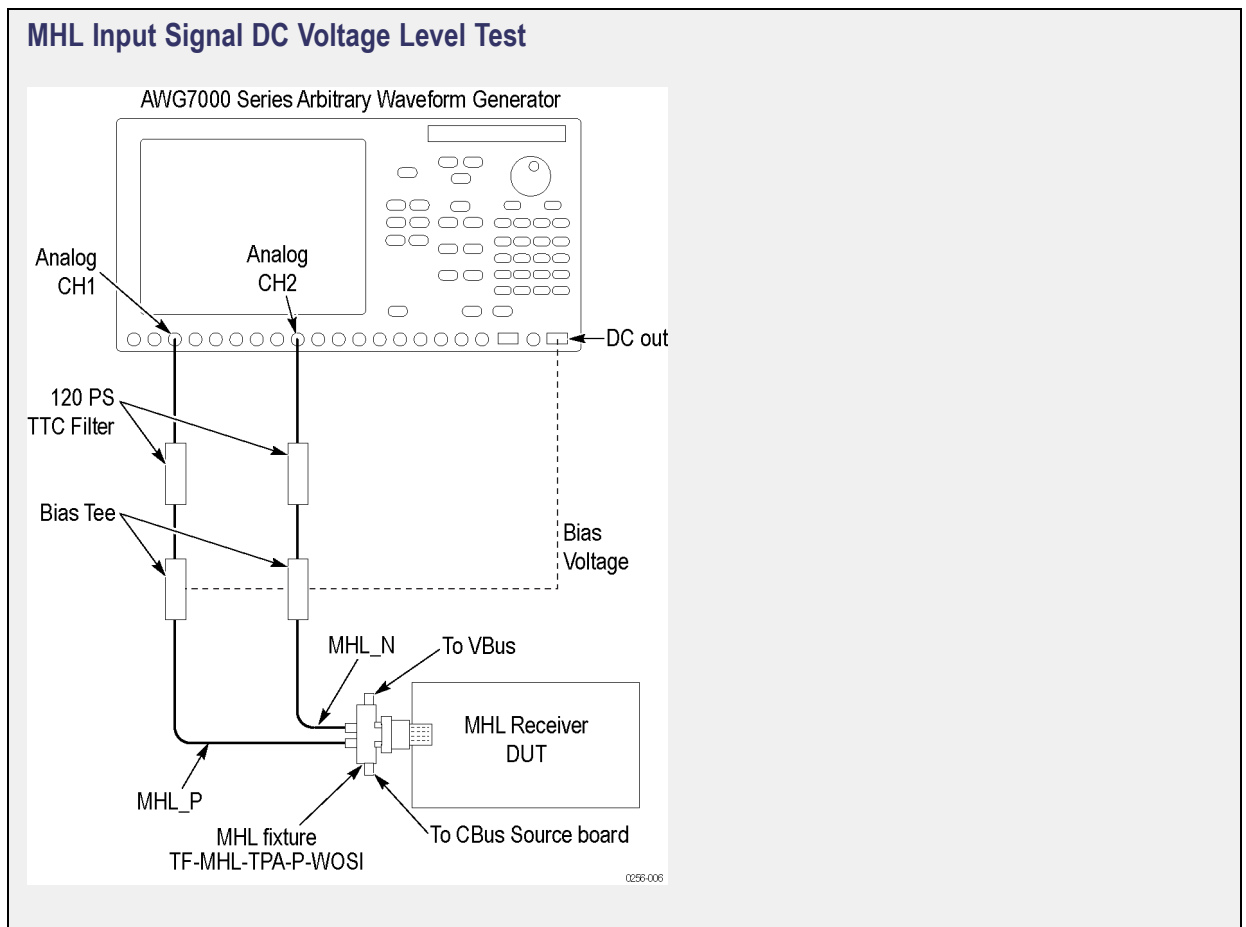 MHL Input Signal DC Voltage Level Test
AWG7000 Series Arbitrary Waveform Generator
Analog
CH1
Analog
CH2
DC out
120 PS
TTC Filter
Bias Tee
Bias
Voltage
MHL_N
To VBus
MHL Receiver
DUT
MHL_P
MHL fixture
TF-MHL-TPA-P-WOSI
To CBus Source board
0256-006